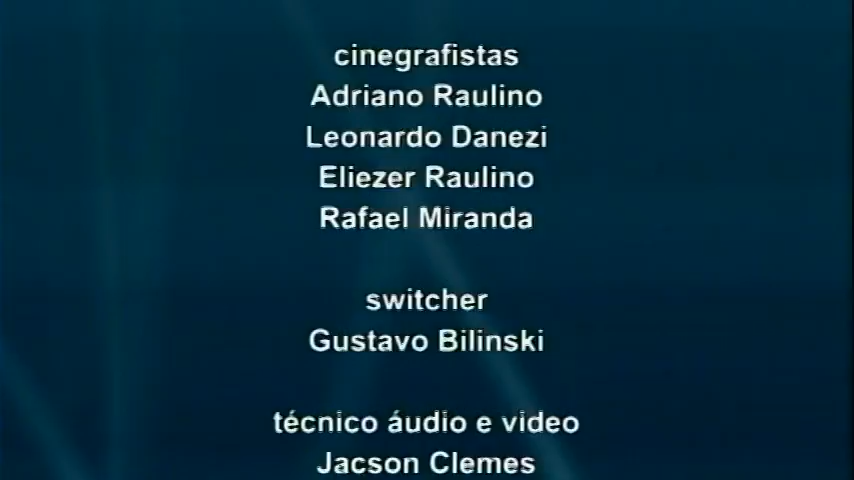 cinegrafistas
Adriano Raulino
Leonardo Danezi
Eliezer Raulino
Rafael Miranda
switcher
Gustavo Bilinski
técnico áudio e video
Jacson Clemes